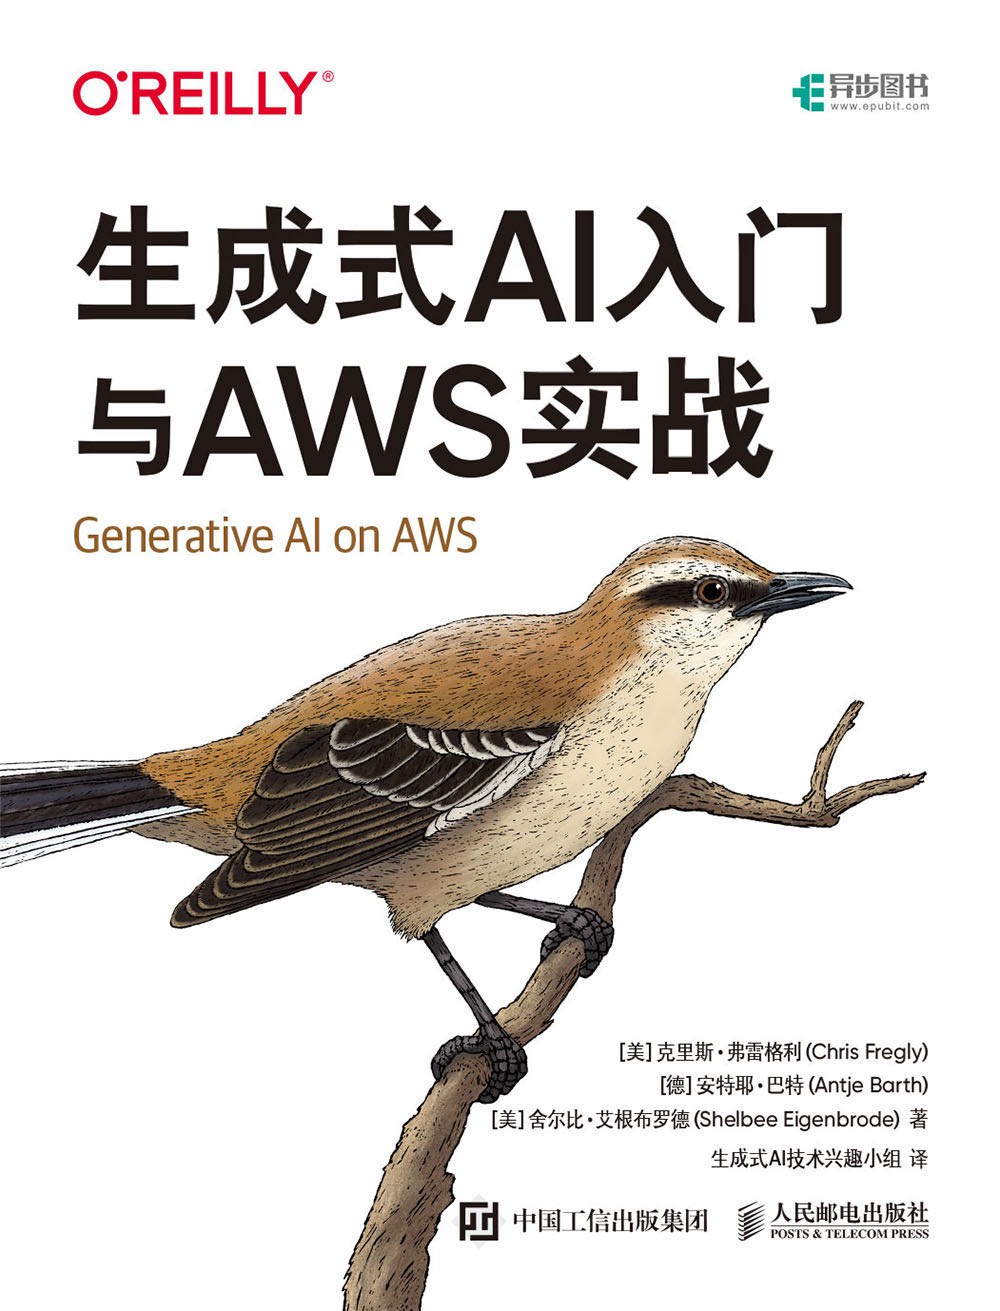 O'REILLY®
异步图书
www.epubit.com
生成式AI入门
与AWS实战
Generative AI on AWS
[美] 克里斯·弗雷格利 (Chris Fregly)
[德] 安特耶·巴特 (Antje Barth)
[美] 舍尔比·艾根布罗德 (Shelbee Eigenbrode) 著
生成式AI技术兴趣小组 译
中国工信出版集团
人民邮电出版社
POSTS & TELECOM PRESS